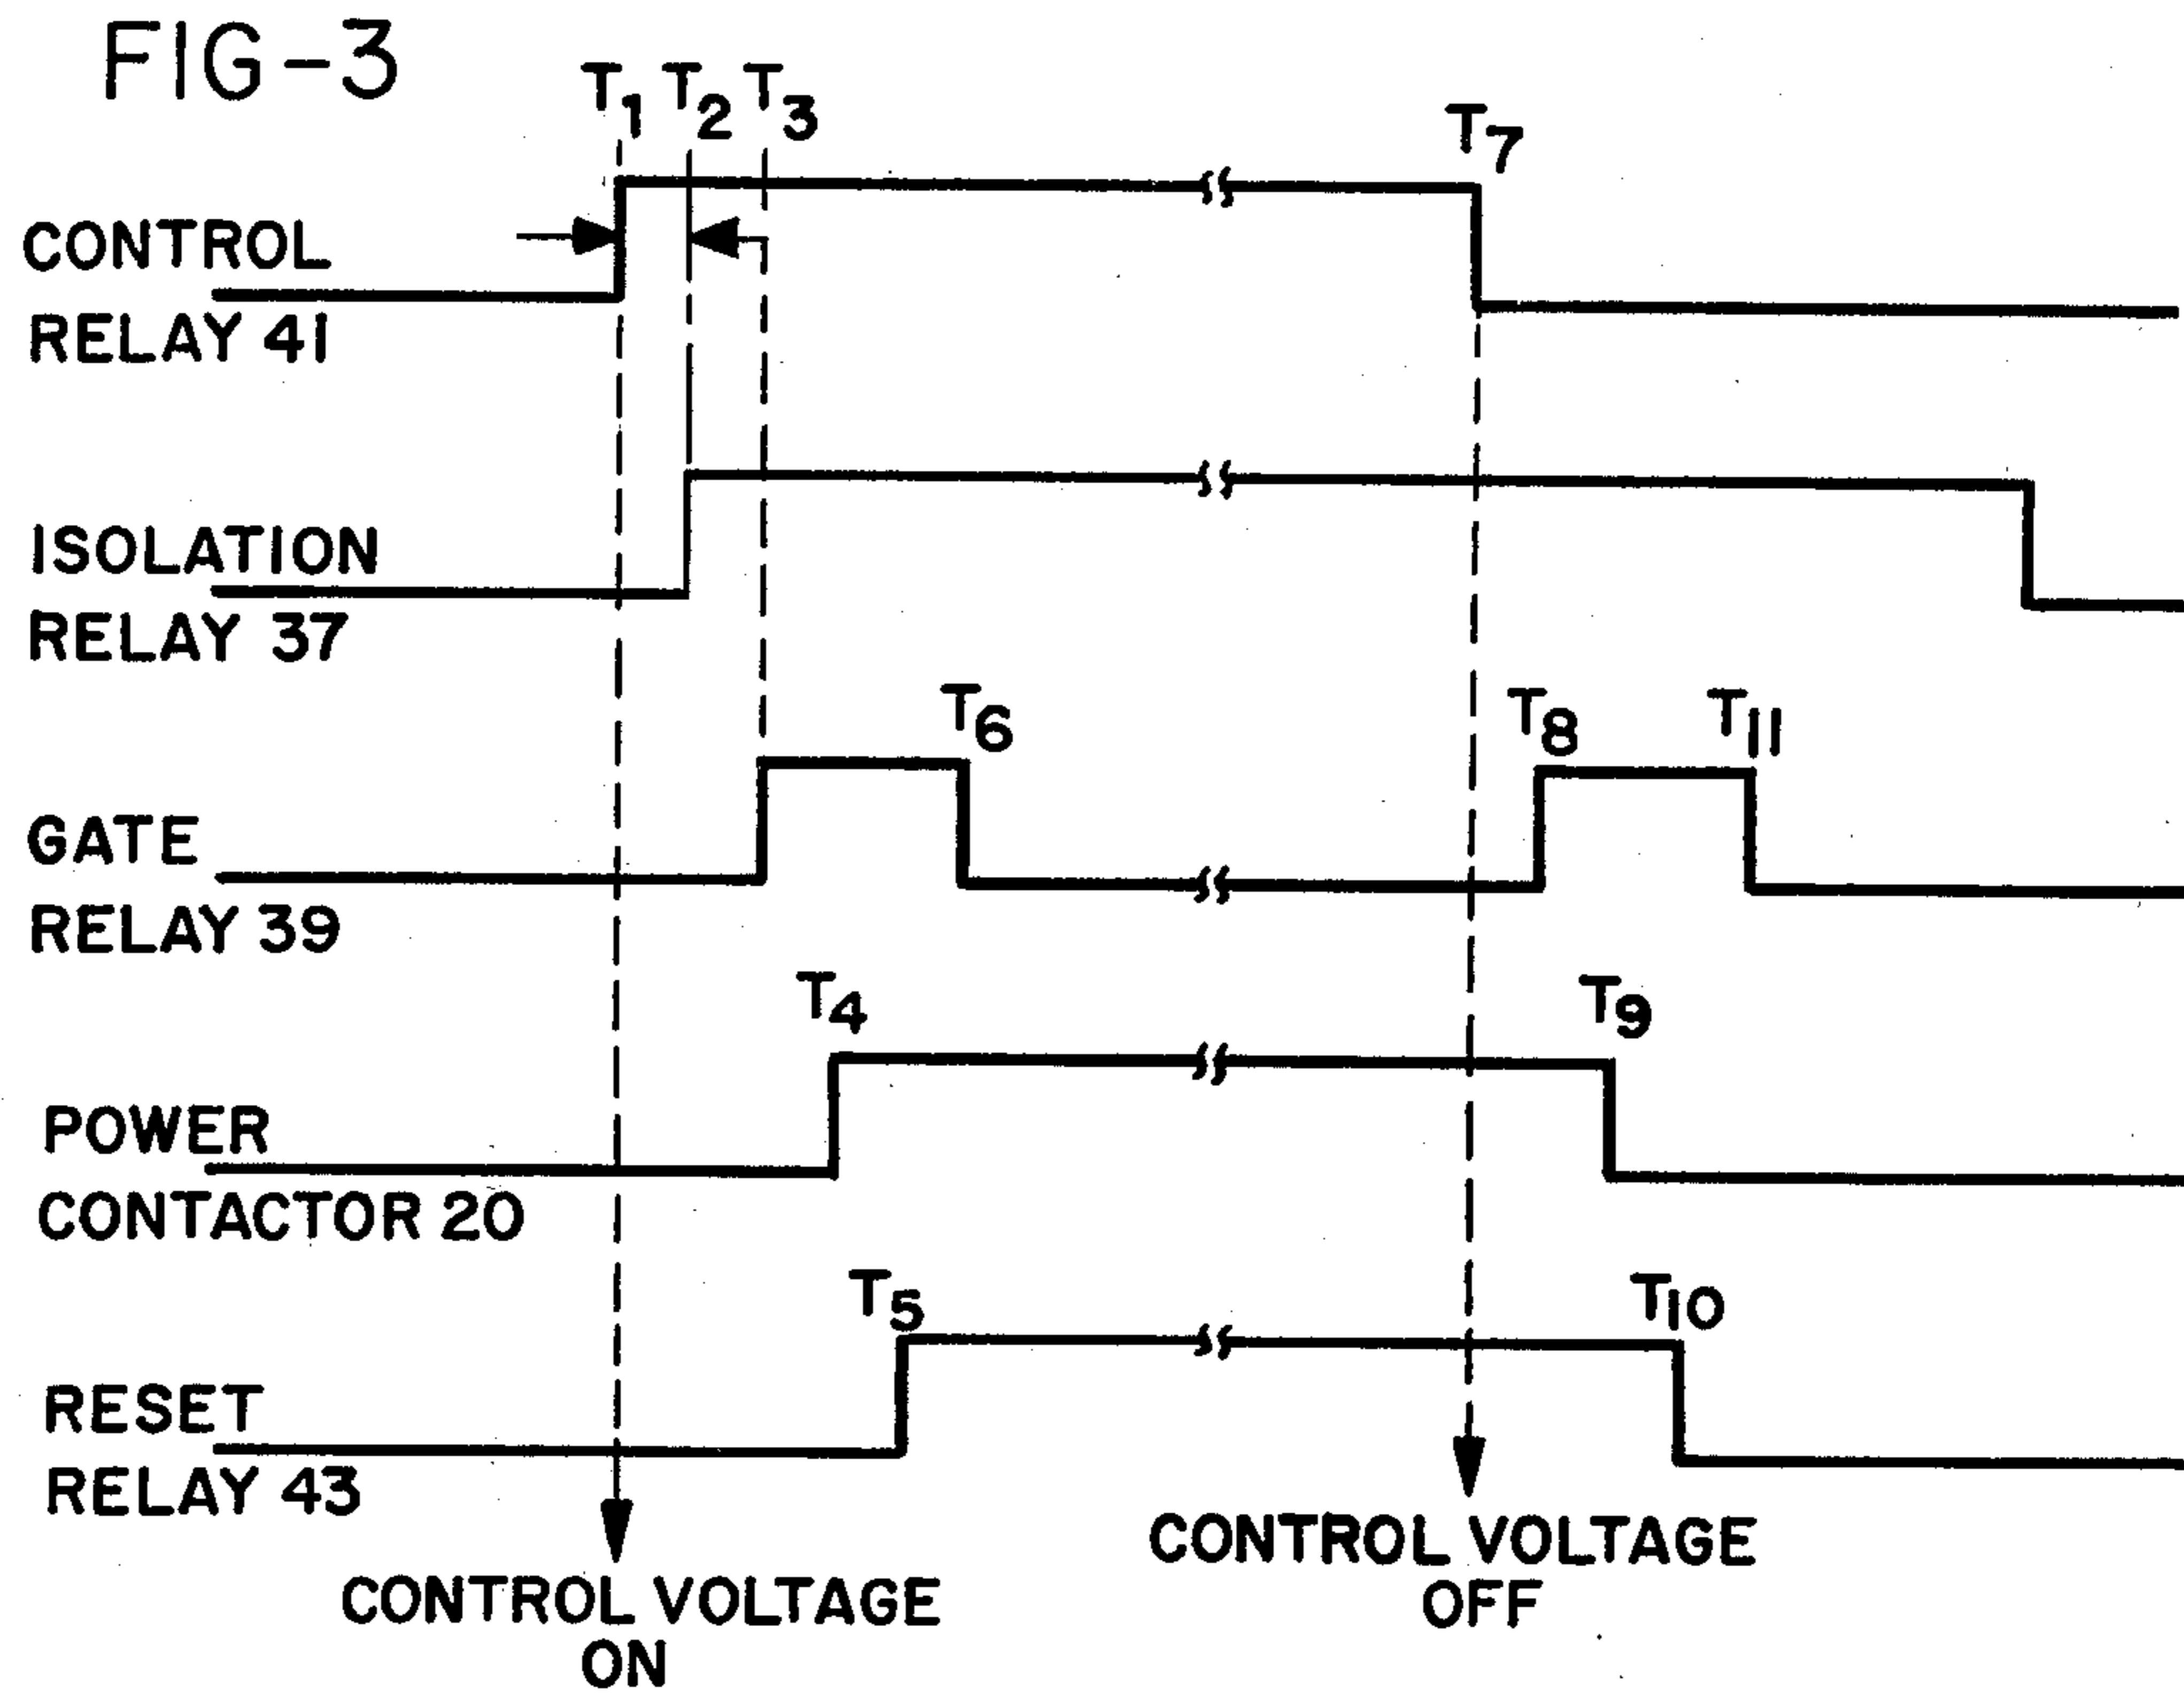 FIG-3
T1 T2 T3
T7
CONTROL
RELAY 41
ISOLATION
RELAY 37
T6
T8
T11
GATE
RELAY 39
T4
T9
POWER
CONTACTOR 20
T5
T10
RESET
RELAY 43
CONTROL VOLTAGE
ON
CONTROL VOLTAGE
OFF